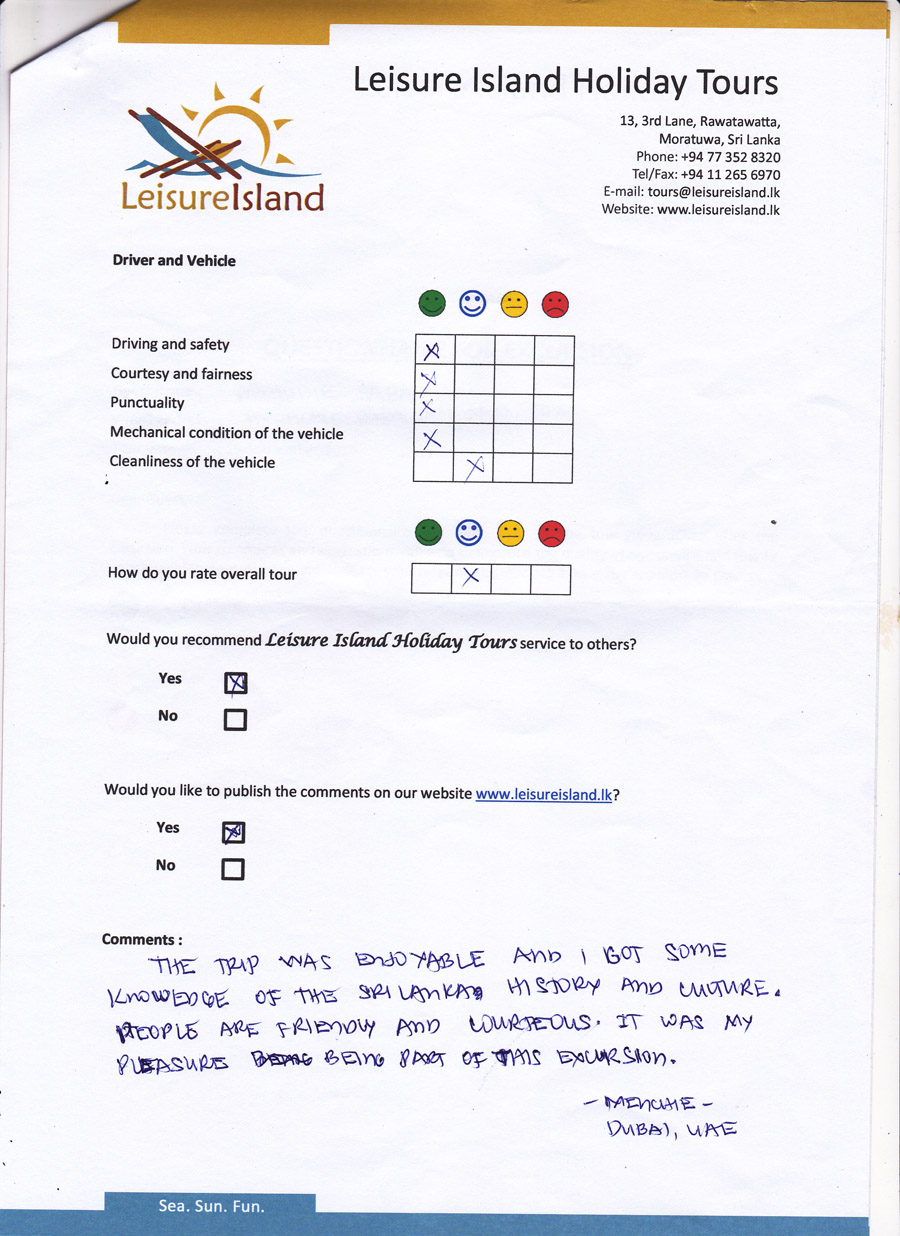 Leisure Island Holiday Tours
13, 3rd Lane, Rawatawatta,
Moratuwa, Sri Lanka
Phone: +94 77 352 8320
Tel/Fax: +94 11 265 6970
E-mail: tours@leisureisland.lk
Website: www.leisureisland.lk
LeisureIsland
Driver and Vehicle
Driving and safety
Courtesy and fairness
Punctuality
Mechanical condition of the vehicle
Cleanliness of the vehicle
How do you rate overall tour
Would you recommend Leisure Island Holiday Tours service to others?
Yes
No
Would you like to publish the comments on our website www.leisureisland.lk?
Yes
No
Comments :
THE TRIP WAS ENJOYABLE AND I GOT SOME
KNOWLEDGE OF THE SRI LANKAN HISTORY AND CULTURE.
PEOPLE ARE FRIENDLY AND COURTEOUS. IT WAS MY
PLEASURE BEING PART OF THIS EXCURSION.
- MENCHIE -
DUBAI, UAE
Sea. Sun. Fun.